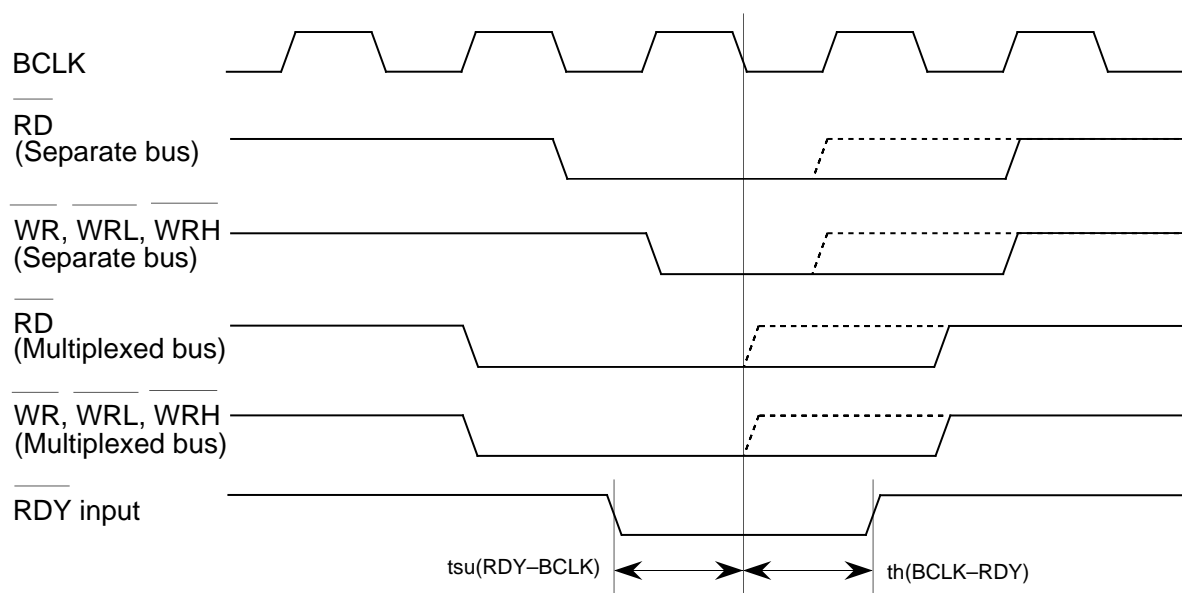 BCLK
RD
(Separate bus)
WR, WRL, WRH
(Separate bus)
RD
(Multiplexed bus)
WR, WRL, WRH
(Multiplexed bus)
RDY input
tsu(RDY–BCLK)
th(BCLK–RDY)